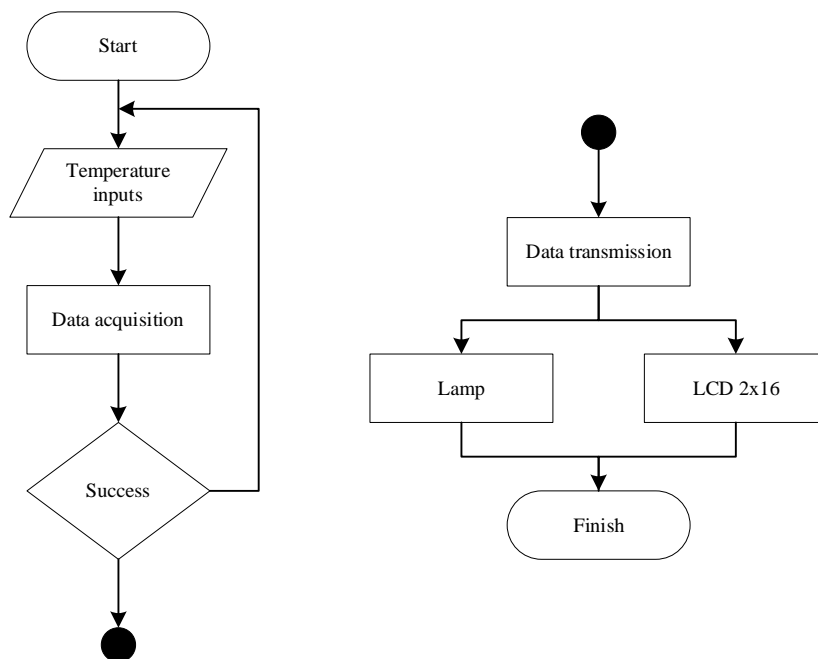 Start
Temperature
inputs
Data acquisition
Success
Data transmission
Lamp
LCD 2x16
Finish